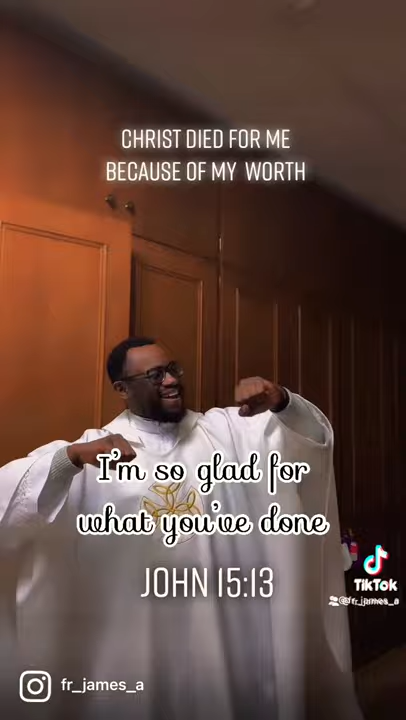 CHRIST DIED FOR ME
BECAUSE OF MY WORTH
I'm so glad for
what you've done
JOHN 15:13
TikTok
@fr_james_a
fr_james_a